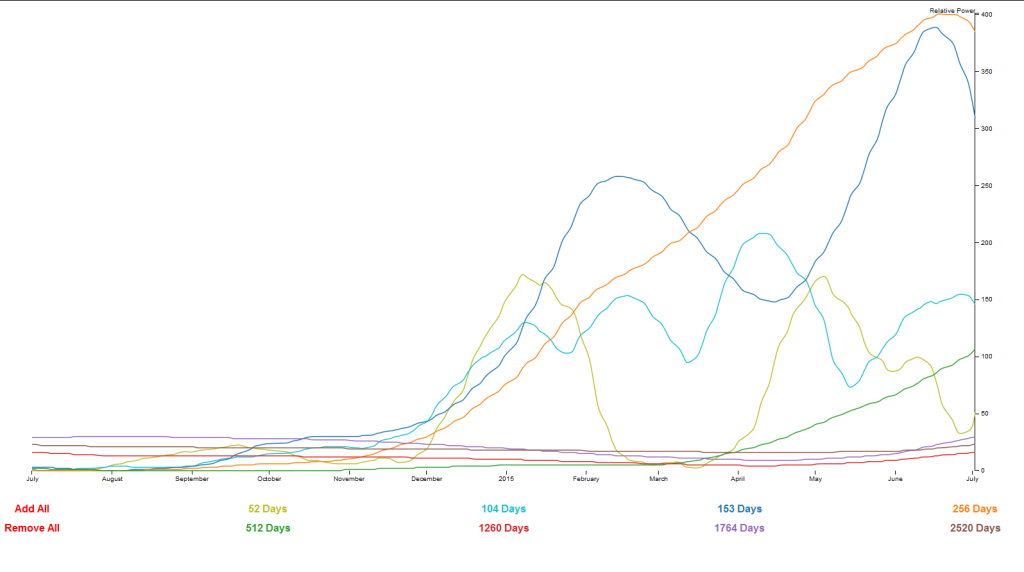 Relative Power
400
350
300
250
200
150
100
50
0
July August September October November December 2015 February March April May June July
Add All 52 Days 104 Days 153 Days 256 Days
Remove All 512 Days 1260 Days 1764 Days 2520 Days